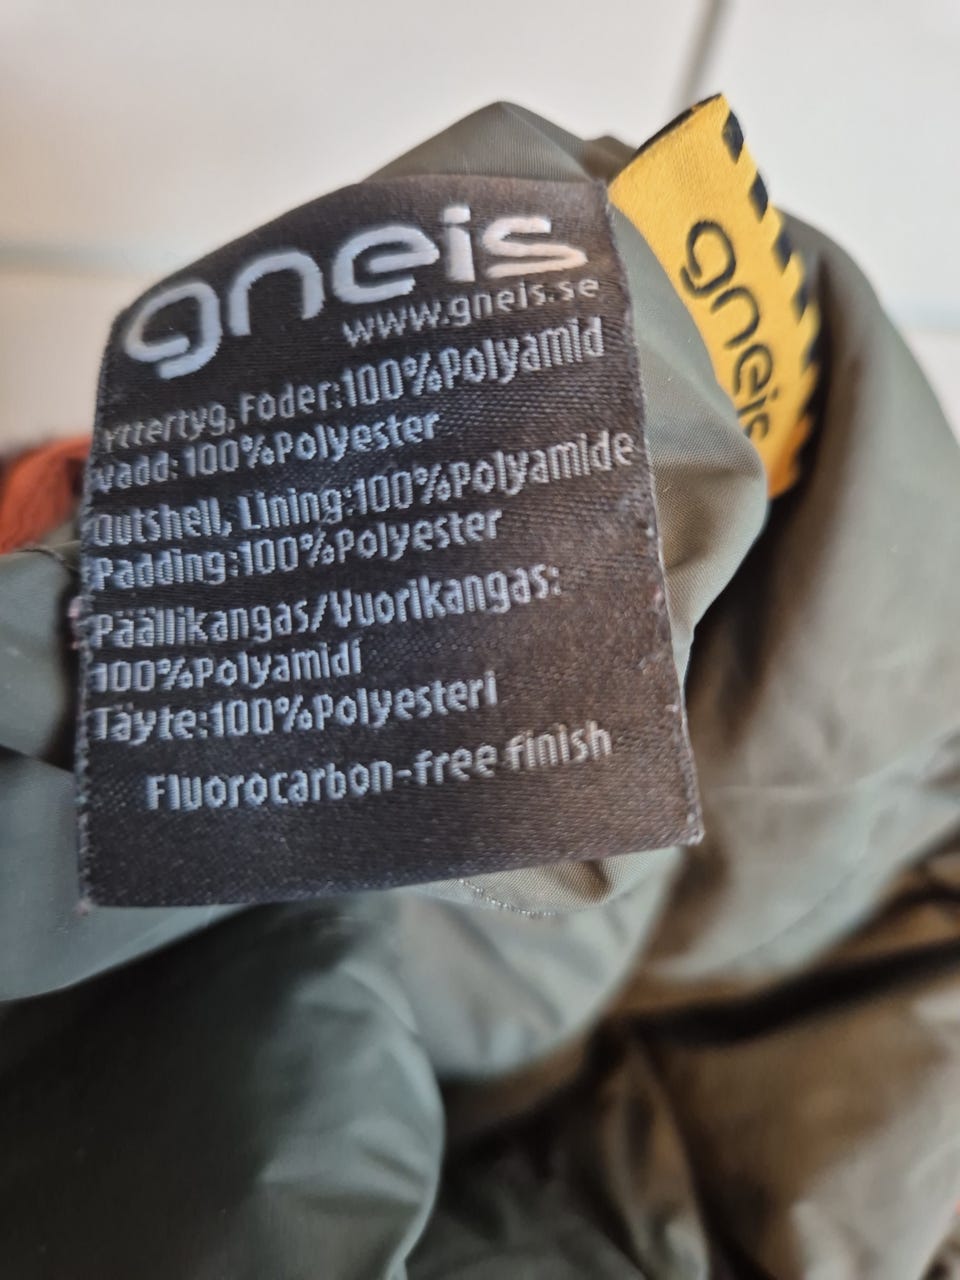 gneis
www.gneis.se
Yttertyg, Foder:100%Polyamid
Vadd:100%Polyester
Outshell, Lining:100%Polyamide
Padding:100%Polyester
Päällikangas/Vuorikangas:
100%Polyamidi
Täyte:100%Polyesteri
Fluorocarbon-free finish
gneis